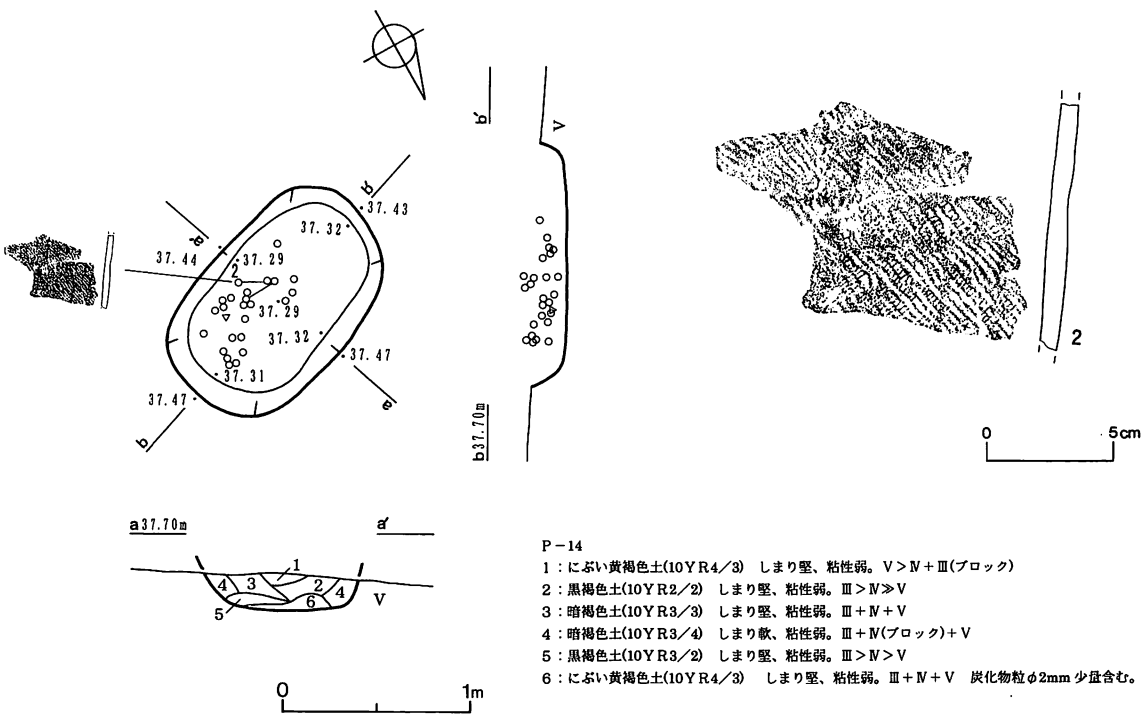 b′
V
b′
37.43
37.32
a′
37.44
37.29
2
37.29
37.32
37.47
37.31
37.47
a
b
b37.70m
2
0 5cm
a37.70m
a′
1
4 3 2 4
5 6
V
0 1m
P-14
1：にぶい黄褐色土(10YR4/3) しまり堅、粘性弱。Ⅴ>Ⅳ+Ⅲ(ブロック)
2：黒褐色土(10YR2/2) しまり堅、粘性弱。Ⅲ>Ⅳ≫Ⅴ
3：暗褐色土(10YR3/3) しまり堅、粘性弱。Ⅲ+Ⅳ+Ⅴ
4：暗褐色土(10YR3/4) しまり軟、粘性弱。Ⅲ+Ⅳ(ブロック)+Ⅴ
5：黒褐色土(10YR3/2) しまり堅、粘性弱。Ⅲ>Ⅳ>Ⅴ
6：にぶい黄褐色土(10YR4/3) しまり堅、粘性弱。Ⅲ+Ⅳ+Ⅴ 炭化物粒φ2mm少量含む。